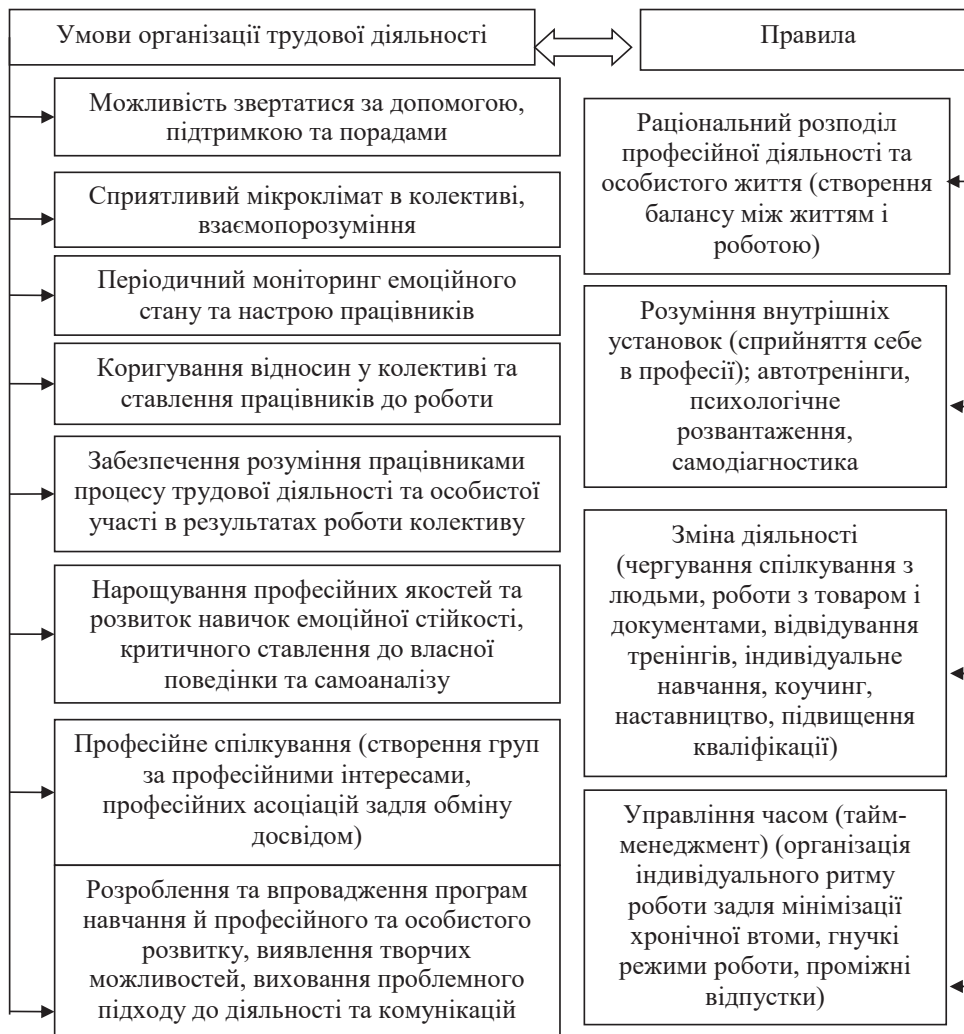 Умови організації трудової діяльності
Правила
Можливість звертатися за допомогою,
підтримкою та порадами
Сприятливий мікроклімат в колективі,
взаємопорозуміння
Періодичний моніторинг емоційного
стану та настрою працівників
Коригування відносин у колективі та
ставлення працівників до роботи
Забезпечення розуміння працівниками
процесу трудової діяльності та особистої
участі в результатах роботи колективу
Нарощування професійних якостей та
розвиток навичок емоційної стійкості,
критичного ставлення до власної
поведінки та самоаналізу
Професійне спілкування (створення груп
за професійними інтересами,
професійних асоціацій задля обміну
досвідом)
Розроблення та впровадження програм
навчання й професійного та особистого
розвитку, виявлення творчих
можливостей, виховання проблемного
підходу до діяльності та комунікацій
Раціональний розподіл
професійної діяльності та
особистого життя (створення
балансу між життям і
роботою)
Розуміння внутрішніх
установок (сприйняття себе
в професії); автотренінги,
психологічне
розвантаження,
самодіагностика
Зміна діяльності
(чергування спілкування з
людьми, роботи з товаром і
документами, відвідування
тренінгів, індивідуальне
навчання, коучинг,
наставництво, підвищення
кваліфікації)
Управління часом (тайм-
менеджмент) (організація
індивідуального ритму
роботи задля мінімізації
хронічної втоми, гнучкі
режими роботи, проміжні
відпустки)